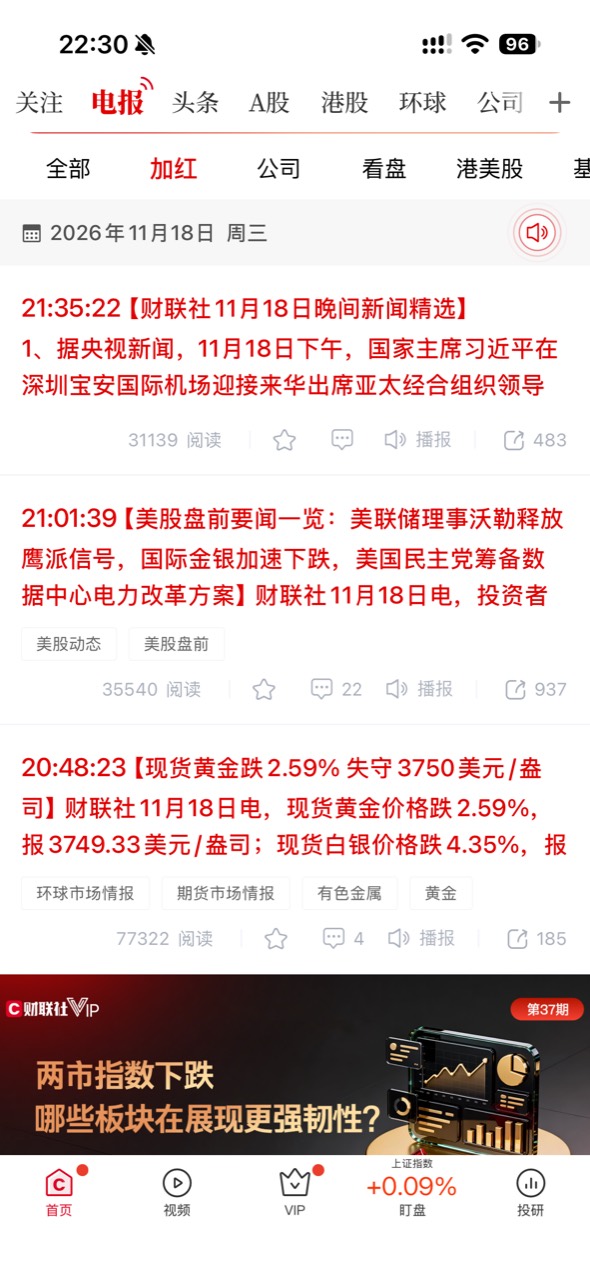 22:30
96
关注 电报 头条 A股 港股 环球 公司
全部 加红 公司 看盘 港美股 基
2026年11月18日 周三
21:35:22【财联社11月18日晚间新闻精选】
1、据央视新闻，11月18日下午，国家主席习近平在
深圳宝安国际机场迎接来华出席亚太经合组织领导
31139 阅读 播报 483
21:01:39【美股盘前要闻一览：美联储理事沃勒释放
鹰派信号，国际金银加速下跌，美国民主党筹备数
据中心电力改革方案】财联社11月18日电，投资者
美股动态 美股盘前
35540 阅读 22 播报 937
20:48:23【现货黄金跌2.59% 失守3750美元/盎
司】财联社11月18日电，现货黄金价格跌2.59%，
报3749.33美元/盎司；现货白银价格跌4.35%，报
环球市场情报 期货市场情报 有色金属 黄金
77322 阅读 4 播报 185
C 财联社VIP
第37期
两市指数下跌
哪些板块在展现更强韧性？
上证指数
+0.09%
首页 视频 VIP 盯盘 投研